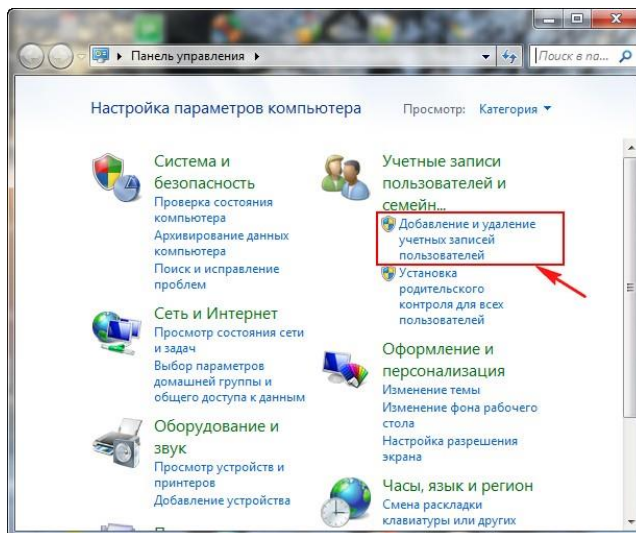 Панель управления
Поиск в па...
Настройка параметров компьютера
Просмотр: Категория
Система и
безопасность
Проверка состояния
компьютера
Архивирование данных
компьютера
Поиск и исправление
проблем
Сеть и Интернет
Просмотр состояния сети
и задач
Выбор параметров
домашней группы и
общего доступа к данным
Оборудование и
звук
Просмотр устройств и
принтеров
Добавление устройства
Учетные записи
пользователей и
семейн...
Добавление и удаление
учетных записей
пользователей
Установка
родительского
контроля для всех
пользователей
Оформление и
персонализация
Изменение темы
Изменение фона рабочего
стола
Настройка разрешения
экрана
Часы, язык и регион
Смена раскладки
клавиатуры или других